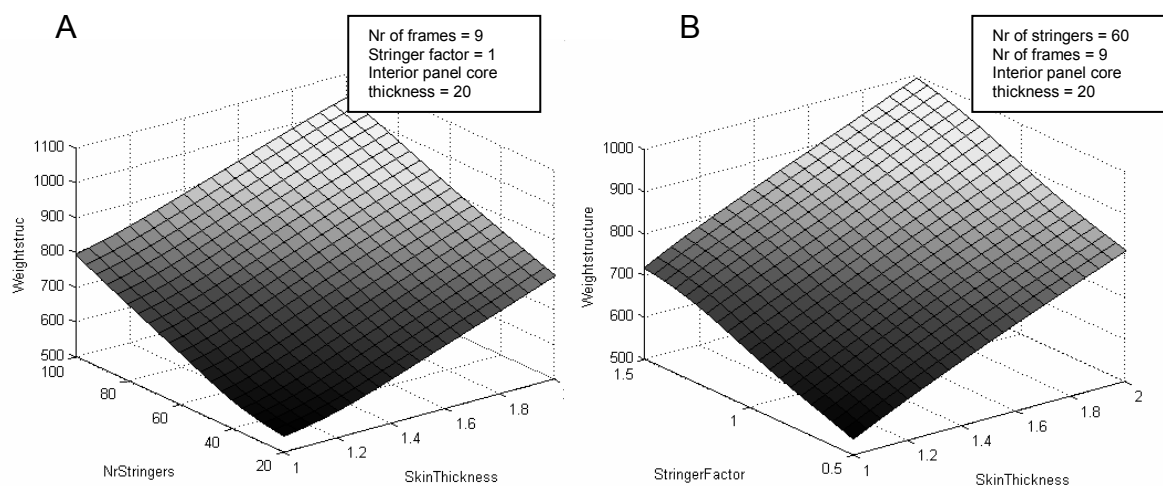 A
Nr of frames = 9
Stringer factor = 1
Interior panel core
thickness = 20
1100
1000
900
800
700
600
500
Weightstruc
100
80
60
40
20
NrStringers
1
1.2
1.4
1.6
1.8
SkinThickness
B
Nr of stringers = 60
Nr of frames = 9
Interior panel core
thickness = 20
1000
900
800
700
600
500
Weightstructure
1.5
1
0.5
StringerFactor
1
1.2
1.4
1.6
1.8
2
SkinThickness